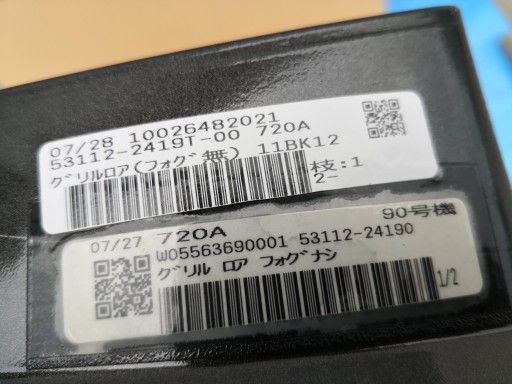 07/28 10026482021
53112-2419T-00 720A
グリルロア(フォグ無) 11BK12
枝:1
2-
07/27 720A 90号機
W05563690001 53112-24190
グリル ロア フォグナシ
1/2